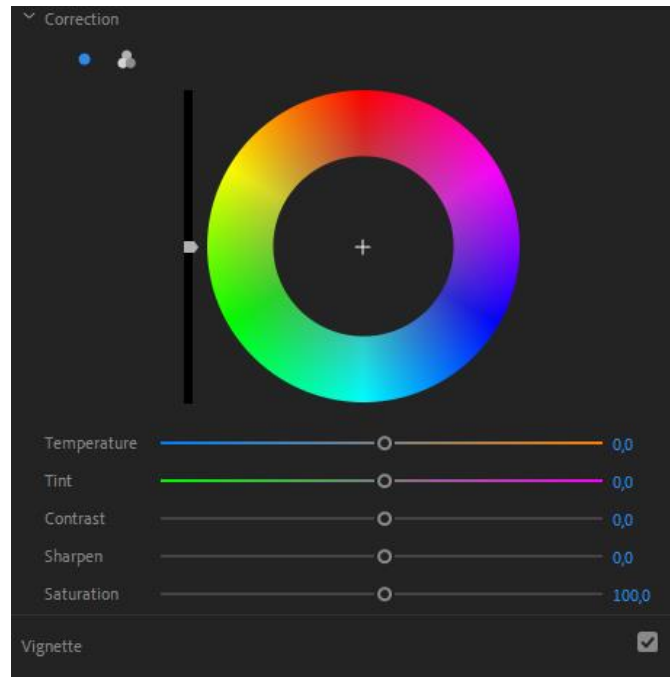 Correction
Temperature 0,0
Tint 0,0
Contrast 0,0
Sharpen 0,0
Saturation 100,0
Vignette